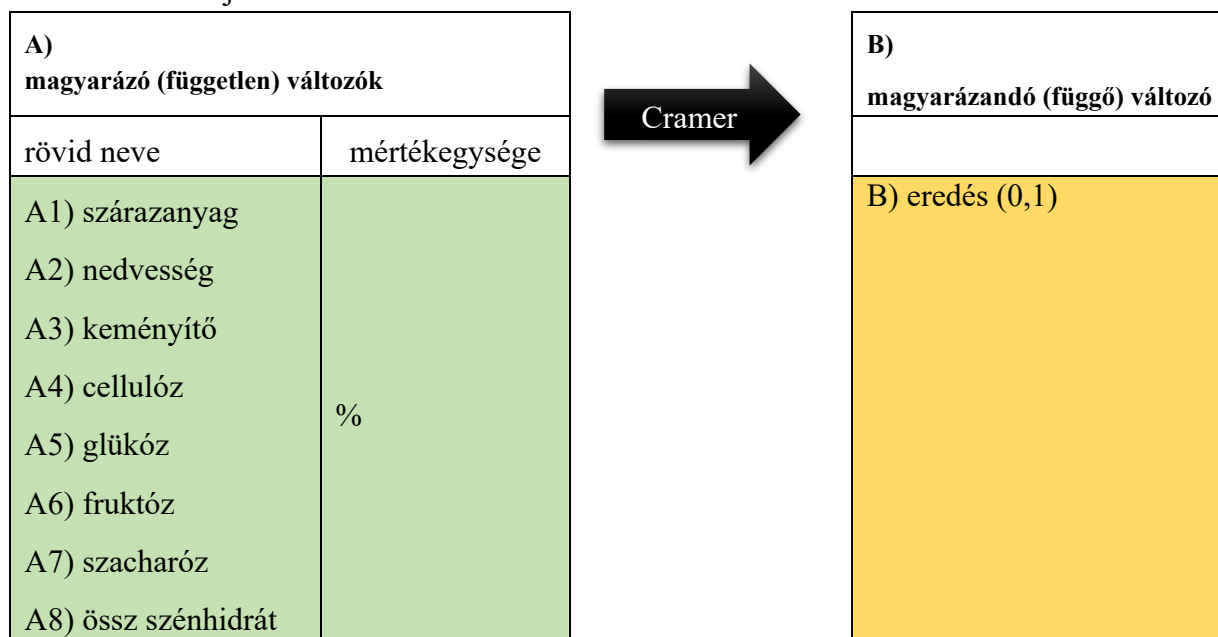 A)
magyarázó (független) változók
rövid neve mértékegysége
A1) szárazanyag
A2) nedvesség
A3) keményítő
A4) cellulóz
%
A5) glükóz
A6) fruktóz
A7) szacharóz
A8) össz szénhidrát
Cramer
B)
magyarázandó (függő) változó
B) eredés (0,1)